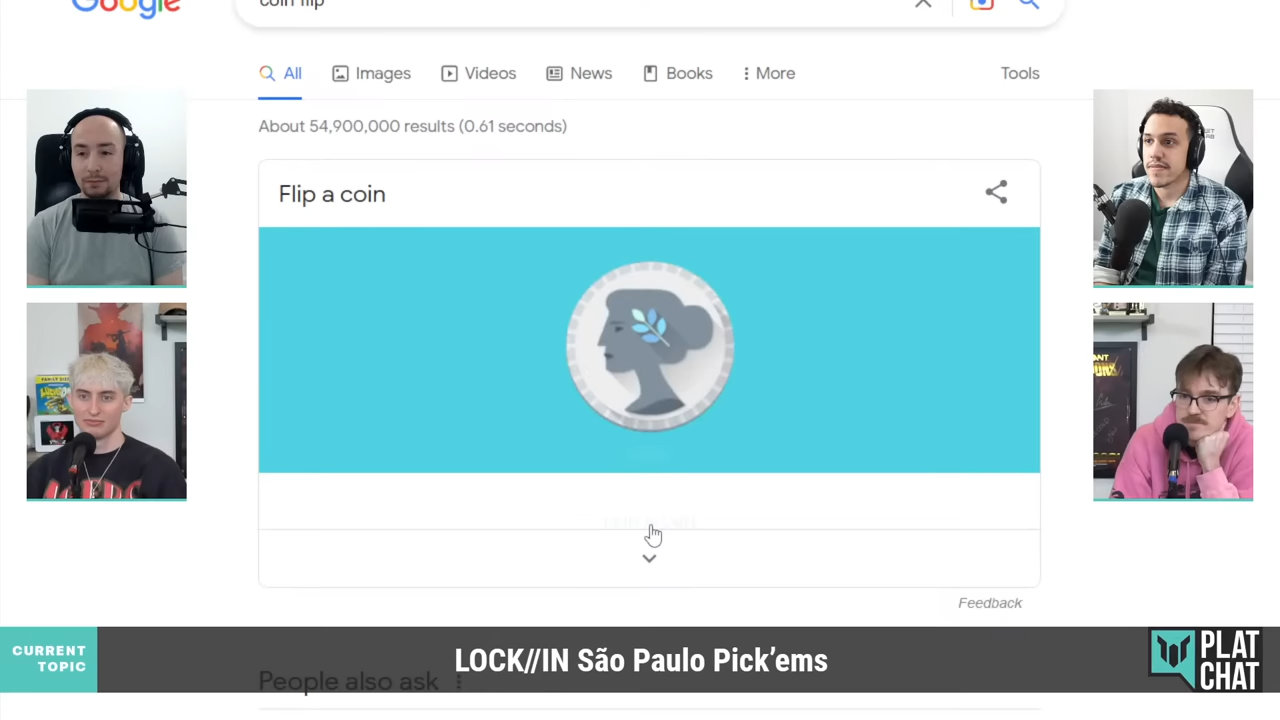 Google
coin flip
All
Images
Videos
News
Books
More
Tools
About 54,900,000 results (0.61 seconds)
Flip a coin
Feedback
CURRENT
TOPIC
LOCK//IN São Paulo Pick’ems
PLAT
CHAT
People also ask